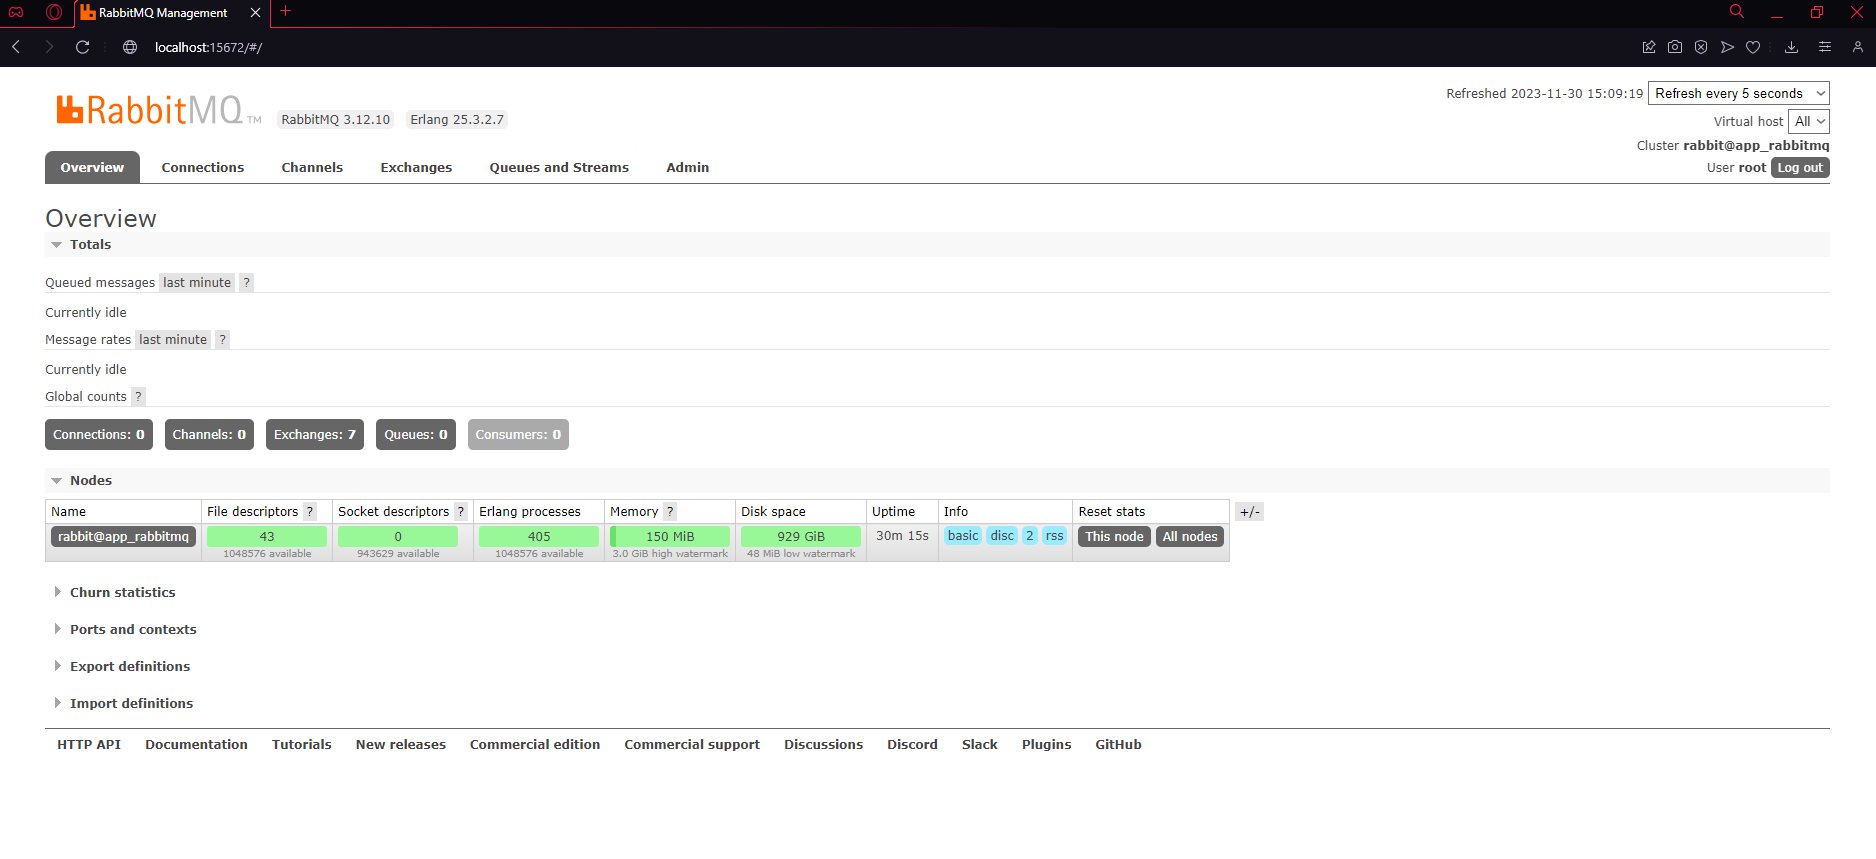 RabbitMQ Management
localhost:15672/#/
RabbitMQ TM
RabbitMQ 3.12.10 Erlang 25.3.2.7
Refreshed 2023-11-30 15:09:19 Refresh every 5 seconds
Virtual host All
Cluster rabbit@app_rabbitmq
User root Log out
Overview Connections Channels Exchanges Queues and Streams Admin
Overview
Totals
Queued messages last minute ?
Currently idle
Message rates last minute ?
Currently idle
Global counts ?
Connections: 0 Channels: 0 Exchanges: 7 Queues: 0 Consumers: 0
Nodes
Name File descriptors ? Socket descriptors ? Erlang processes Memory ? Disk space Uptime Info Reset stats +/-
rabbit@app_rabbitmq 43 0 405 150 MiB 929 GiB 30m 15s basic disc 2 rss This node All nodes
1048576 available 943629 available 1048576 available 3.0 GiB high watermark 48 MiB low watermark
Churn statistics
Ports and contexts
Export definitions
Import definitions
HTTP API Documentation Tutorials New releases Commercial edition Commercial support Discussions Discord Slack Plugins GitHub